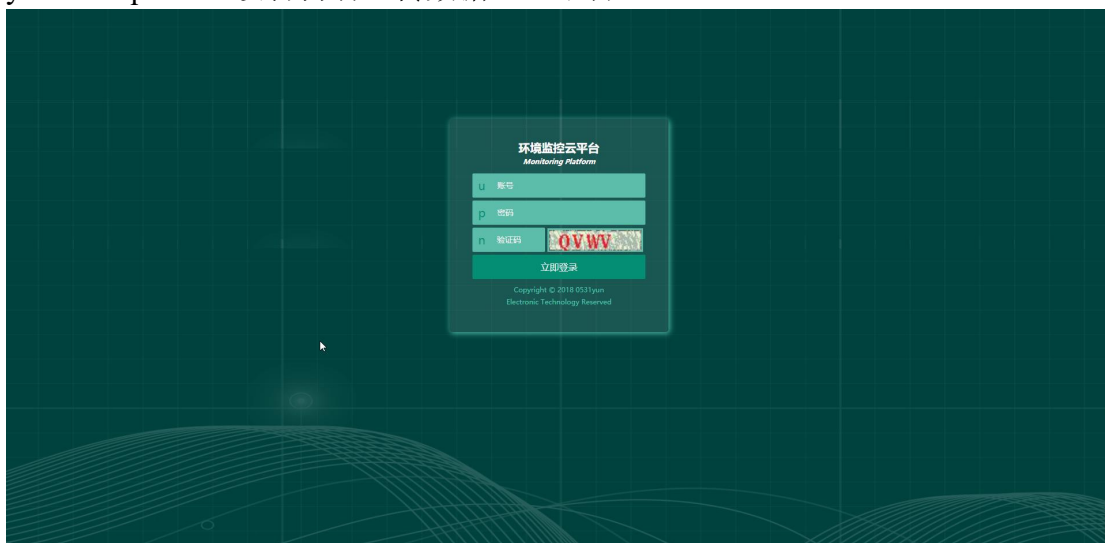 环境监控云平台
Monitoring Platform
u 账号
p 密码
n 验证码 QVWV
立即登录
Copyright © 2018 0531yun
Electronic Technology Reserved